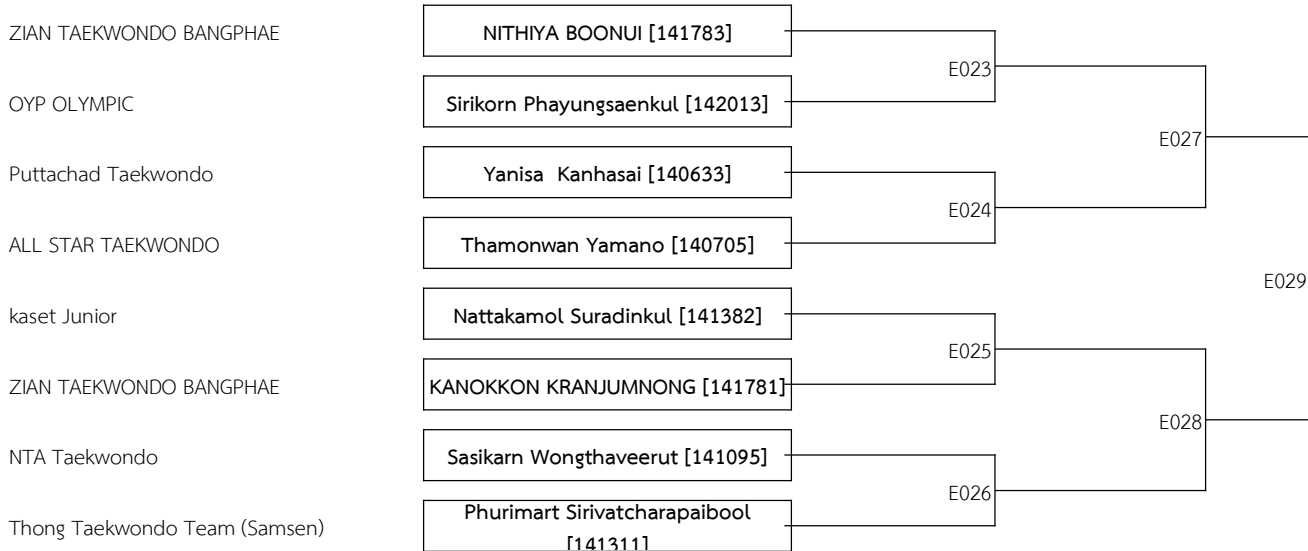 ZIAN TAEKWONDO BANGPHAE NITHIYA BOONUI [141783]
E023
OYP OLYMPIC Sirikorn Phayungsaenkul [142013]
E027
Puttachad Taekwondo Yanisa Kanhasai [140633]
E024
ALL STAR TAEKWONDO Thamonwan Yamano [140705]
E029
kaset Junior Nattakamol Suradinkul [141382]
E025
ZIAN TAEKWONDO BANGPHAE KANOKKON KRANJUMNONG [141781]
E028
NTA Taekwondo Sasikarn Wongthaveerut [141095]
E026
Thong Taekwondo Team (Samsen) Phurimart Sirivatcharapaibool
[141311]